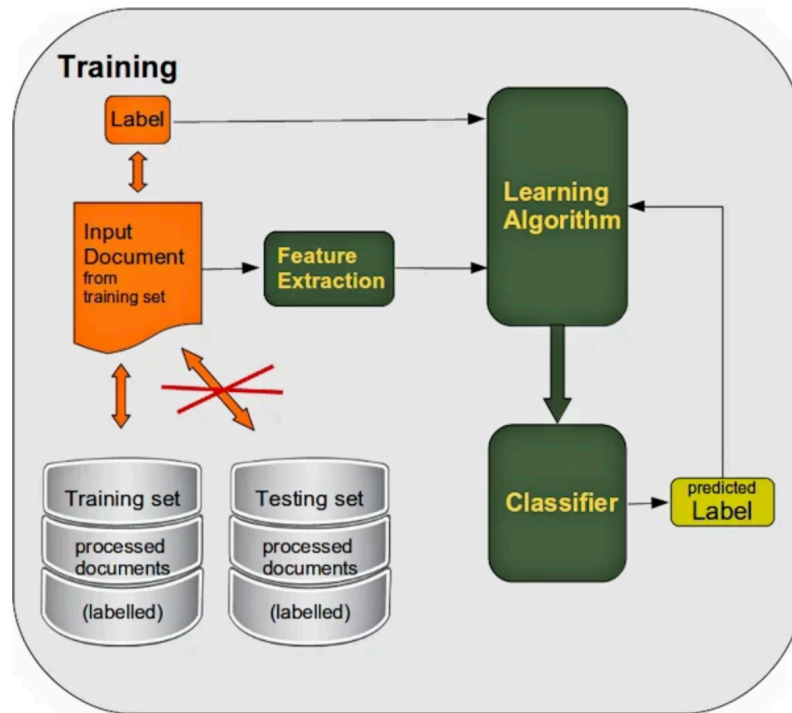 Training
Label
Learning
Algorithm
Input
Document
from
training set
Feature
Extraction
Training set
processed
documents
(labelled)
Testing set
processed
documents
(labelled)
Classifier
predicted
Label